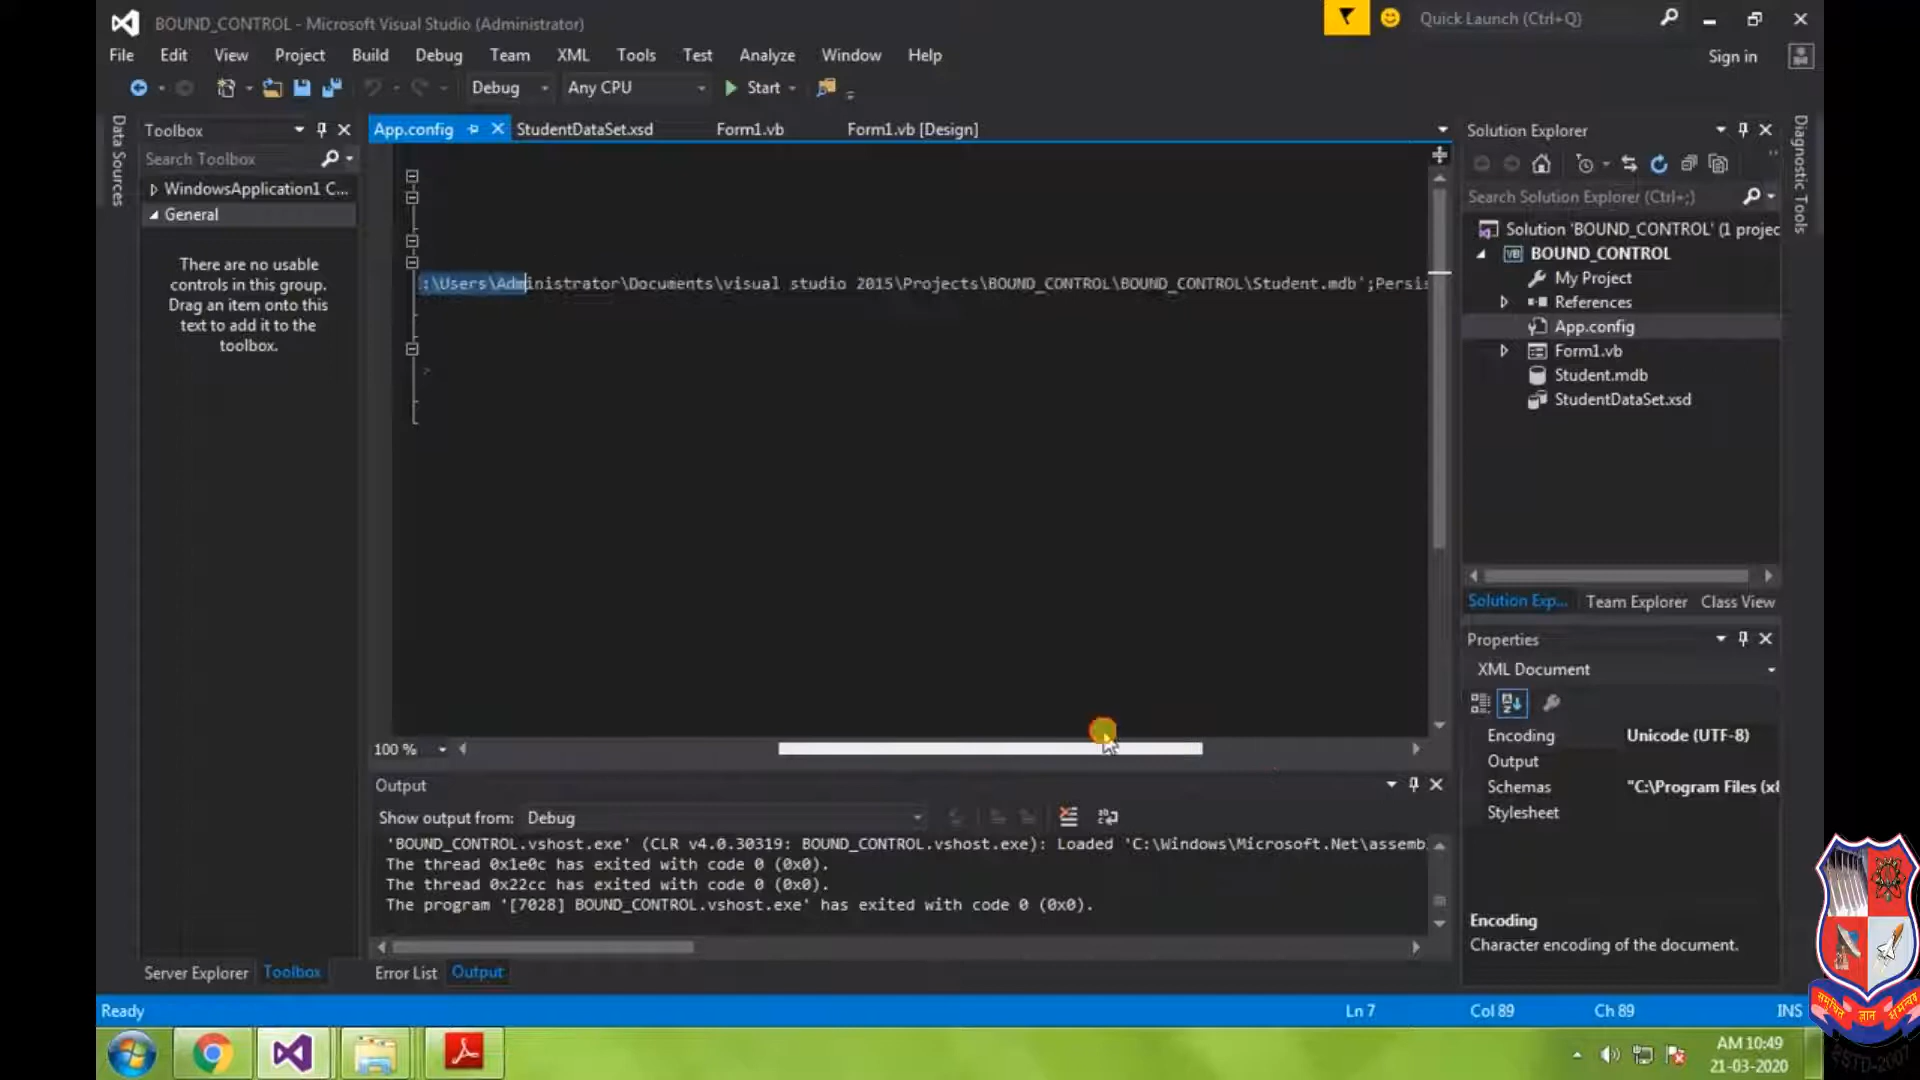 BOUND_CONTROL - Microsoft Visual Studio (Administrator)
Quick Launch (Ctrl+Q)
File Edit View Project Build Debug Team XML Tools Test Analyze Window Help
Sign in
Debug Any CPU Start
Data Sources
Toolbox
Search Toolbox
WindowsApplication1 C...
General
There are no usable
controls in this group.
Drag an item onto this
text to add it to the
toolbox.
Server Explorer Toolbox
App.config StudentDataSet.xsd Form1.vb Form1.vb [Design]
:\Users\Administrator\Documents\visual studio 2015\Projects\BOUND_CONTROL\BOUND_CONTROL\Student.mdb';Persis
100 %
Output
Show output from: Debug
'BOUND_CONTROL.vshost.exe' (CLR v4.0.30319: BOUND_CONTROL.vshost.exe): Loaded 'C:\Windows\Microsoft.Net\assemb
The thread 0x1e0c has exited with code 0 (0x0).
The thread 0x22cc has exited with code 0 (0x0).
The program '[7028] BOUND_CONTROL.vshost.exe' has exited with code 0 (0x0).
Error List Output
Solution Explorer
Search Solution Explorer (Ctrl+;)
Solution 'BOUND_CONTROL' (1 projec
VB BOUND_CONTROL
My Project
References
App.config
Form1.vb
Student.mdb
StudentDataSet.xsd
Solution Exp... Team Explorer Class View
Properties
XML Document
Encoding Unicode (UTF-8)
Output
Schemas "C:\Program Files (x8
Stylesheet
Encoding
Character encoding of the document.
Diagnostic Tools
Ready Ln 7 Col 89 Ch 89 INS
AM 10:49
21-03-2020
ESTD-2007